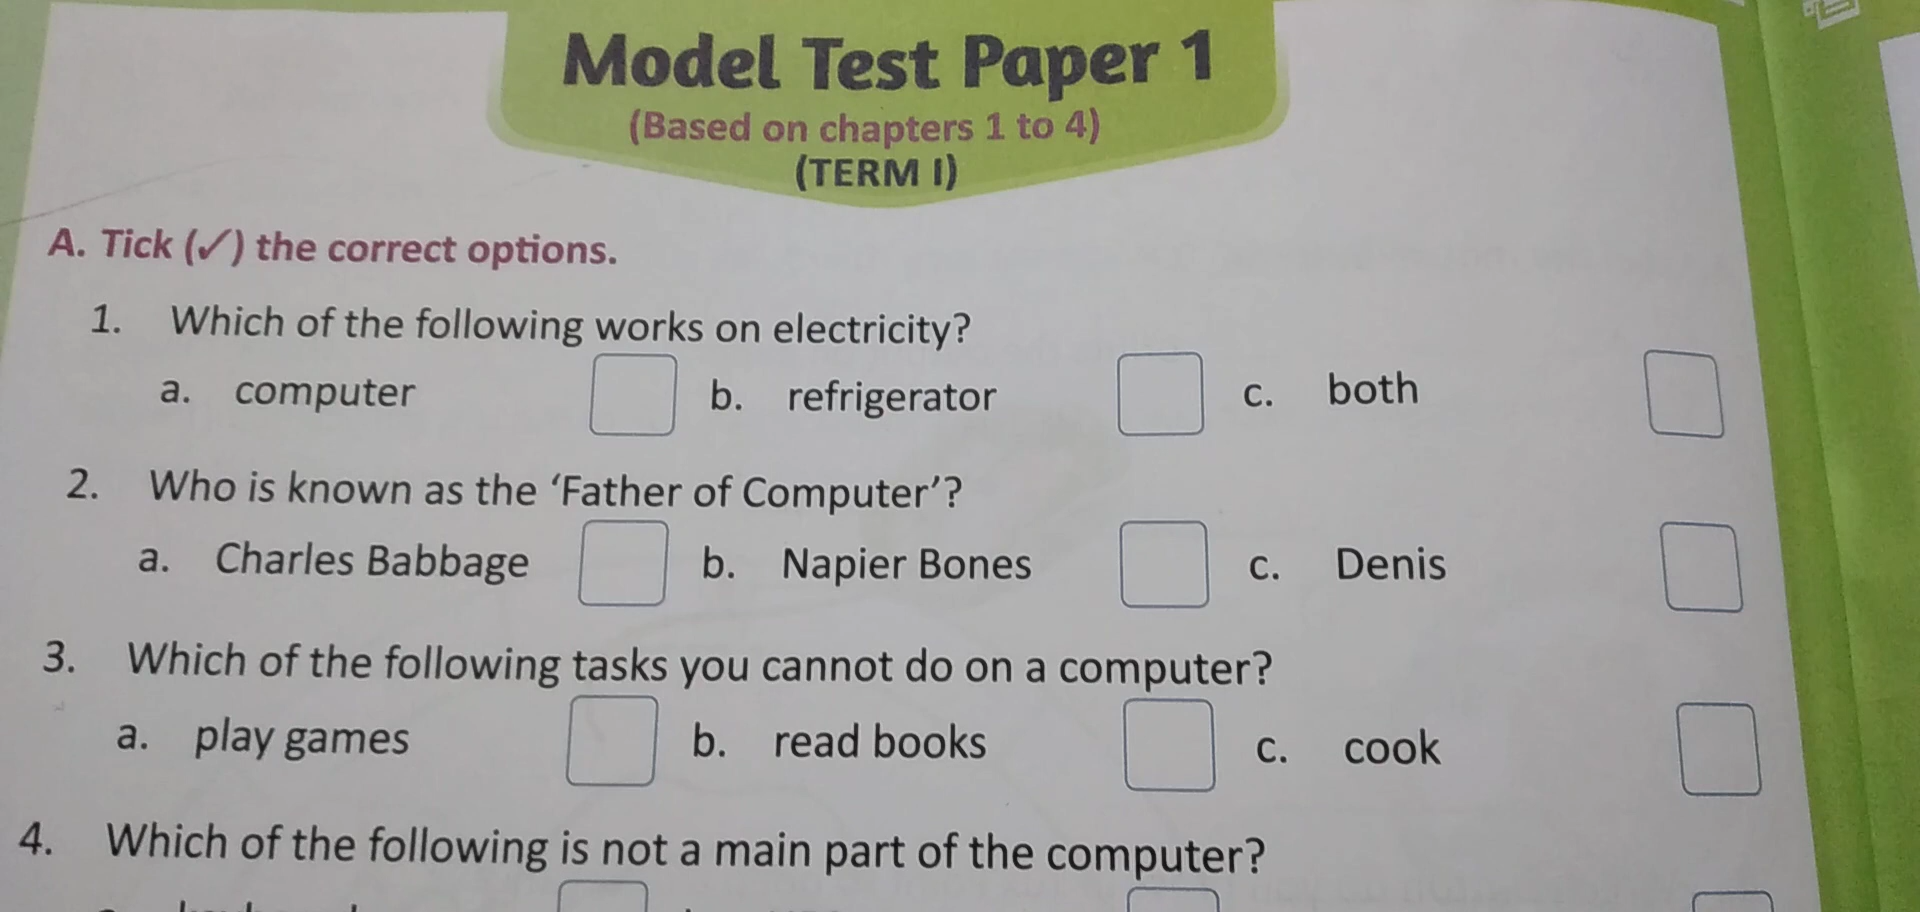 Model Test Paper 1
(Based on chapters 1 to 4)
(TERM I)
A. Tick (✓) the correct options.
1. Which of the following works on electricity?
a. computer b. refrigerator c. both
2. Who is known as the ‘Father of Computer’?
a. Charles Babbage b. Napier Bones c. Denis
3. Which of the following tasks you cannot do on a computer?
a. play games b. read books c. cook
4. Which of the following is not a main part of the computer?